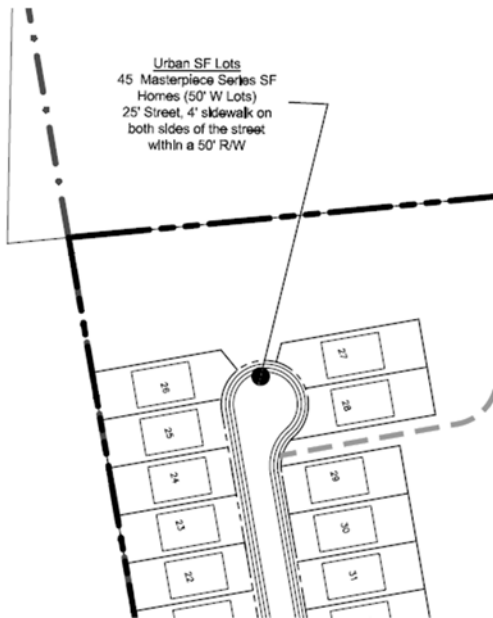 Urban SF Lots
45 Masterpiece Series SF
Homes (50' W Lots)
25' Street, 4' sidewalk on
both sides of the street
within a 50' R/W
27
26
28
25
24
29
23
30
22
31